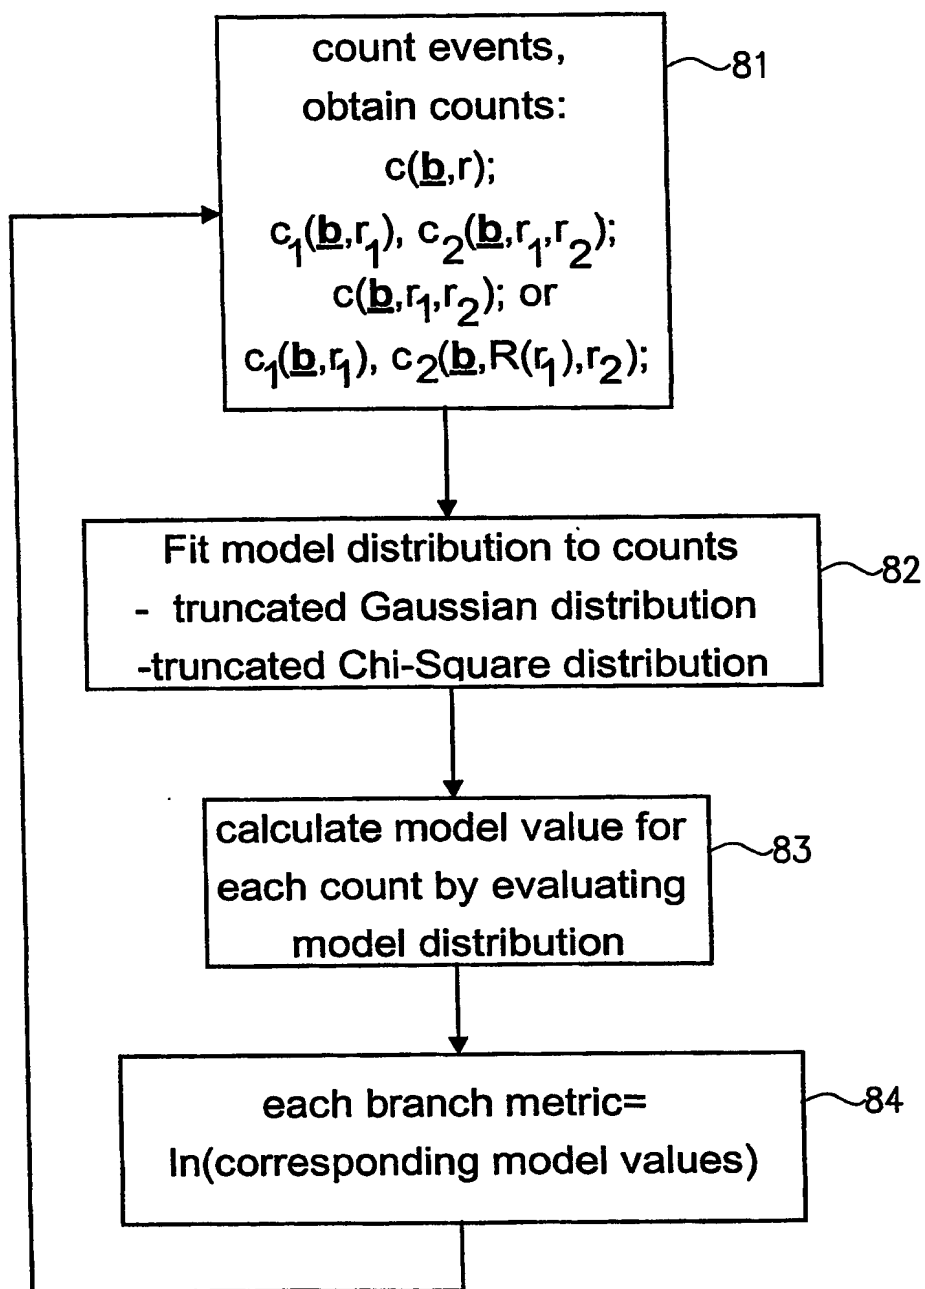 count events,
81
obtain counts:
c(b,r);
c1(b,r1), c2(b,r1,r2);
c(b,r1,r2); or
c1(b,r1), c2(b,R(r1),r2);
Fit model distribution to counts
82
- truncated Gaussian distribution
-truncated Chi-Square distribution
calculate model value for
83
each count by evaluating
model distribution
each branch metric=
84
ln(corresponding model values)